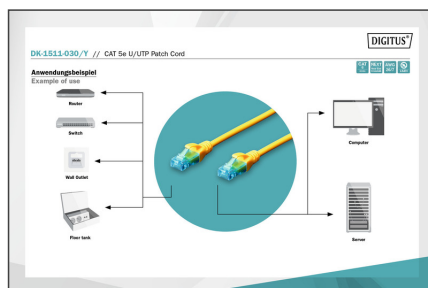 DIGITUS®
DK-1511-030/Y // CAT 5e U/UTP Patch Cord
Anwendungsbeispiel
Example of use
Router
Switch
Wall Outlet
Floor tank
Computer
Server
CAT